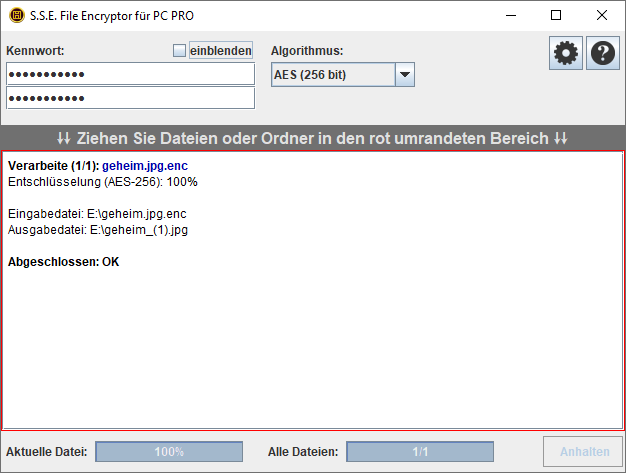 S.S.E. File Encryptor für PC PRO
Kennwort:
einblenden
Algorithmus:
●●●●●●●●●●●
AES (256 bit)
●●●●●●●●●●●
↓↓ Ziehen Sie Dateien oder Ordner in den rot umrandeten Bereich ↓↓
Verarbeite (1/1): geheim.jpg.enc
Entschlüsselung (AES-256): 100%
Eingabedatei: E:\geheim.jpg.enc
Ausgabedatei: E:\geheim_(1).jpg
Abgeschlossen: OK
Aktuelle Datei: 100% Alle Dateien: 1/1 Anhalten